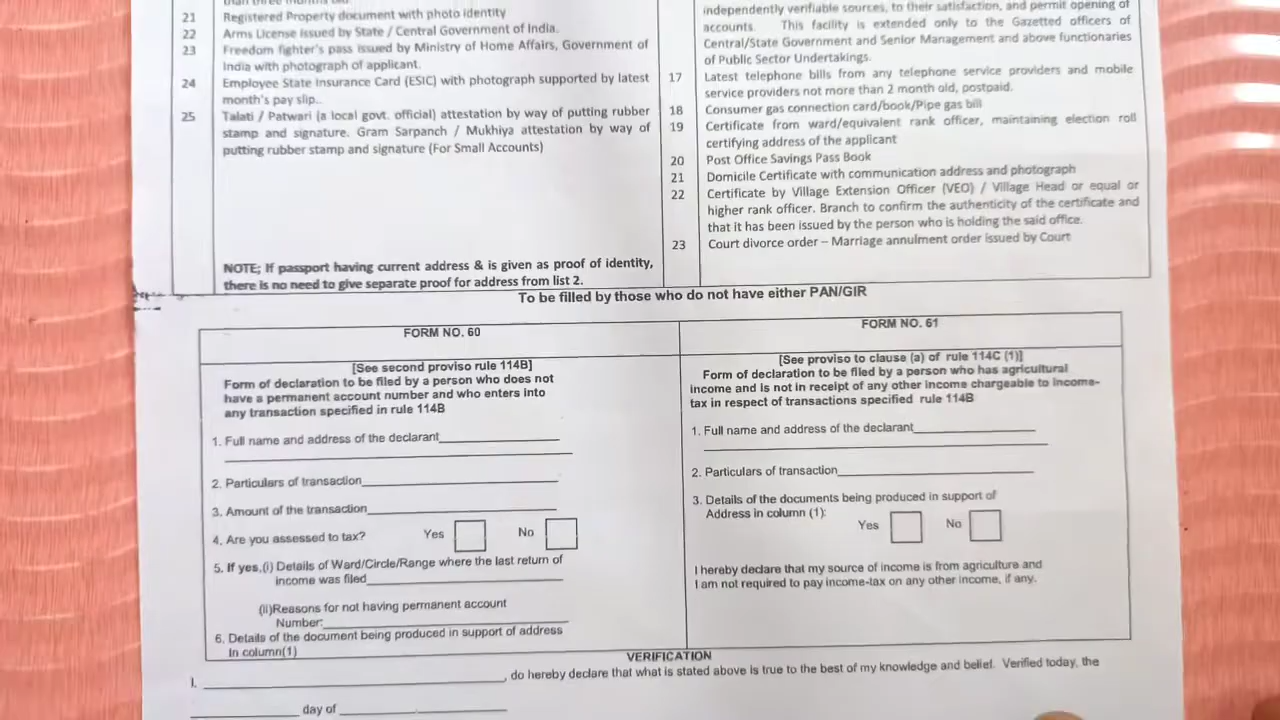 21 Registered Property document with photo identity
22 Arms License issued by State / Central Government of India.
23 Freedom fighter's pass issued by Ministry of Home Affairs, Government of
India with photograph of applicant.
24 Employee State Insurance Card (ESIC) with photograph supported by latest
month's pay slip..
25 Talati / Patwari (a local govt. official) attestation by way of putting rubber
stamp and signature. Gram Sarpanch / Mukhiya attestation by way of
putting rubber stamp and signature (For Small Accounts)
NOTE; If passport having current address & is given as proof of identity,
there is no need to give separate proof for address from list 2.
independently verifiable sources, to their satisfaction, and permit opening of
accounts. This facility is extended only to the Gazetted officers of
Central/State Government and Senior Management and above functionaries
of Public Sector Undertakings.
17 Latest telephone bills from any telephone service providers and mobile
service providers not more than 2 month old, postpaid.
18 Consumer gas connection card/book/Pipe gas bill
19 Certificate from ward/equivalent rank officer, maintaining election roll
certifying address of the applicant
20 Post Office Savings Pass Book
21 Domicile Certificate with communication address and photograph
22 Certificate by Village Extension Officer (VEO) / Village Head or equal or
higher rank officer. Branch to confirm the authenticity of the certificate and
that it has been issued by the person who is holding the said office.
23 Court divorce order – Marriage annulment order issued by Court
To be filled by those who do not have either PAN/GIR
FORM NO. 60
[See second proviso rule 114B]
Form of declaration to be filed by a person who does not
have a permanent account number and who enters into
any transaction specified in rule 114B
1. Full name and address of the declarant
2. Particulars of transaction
3. Amount of the transaction
4. Are you assessed to tax? Yes No
5. If yes,(i) Details of Ward/Circle/Range where the last return of
income was filed
(ii)Reasons for not having permanent account
Number:
6. Details of the document being produced in support of address
In column(1)
FORM NO. 61
[See proviso to clause (a) of rule 114C (1)]
Form of declaration to be filed by a person who has agricultural
income and is not in receipt of any other income chargeable to income-
tax in respect of transactions specified rule 114B
1. Full name and address of the declarant
2. Particulars of transaction
3. Details of the documents being produced in support of
Address in column (1): Yes No
I hereby declare that my source of income is from agriculture and
I am not required to pay income-tax on any other income, if any.
VERIFICATION
I. , do hereby declare that what is stated above is true to the best of my knowledge and belief. Verified today, the
day of